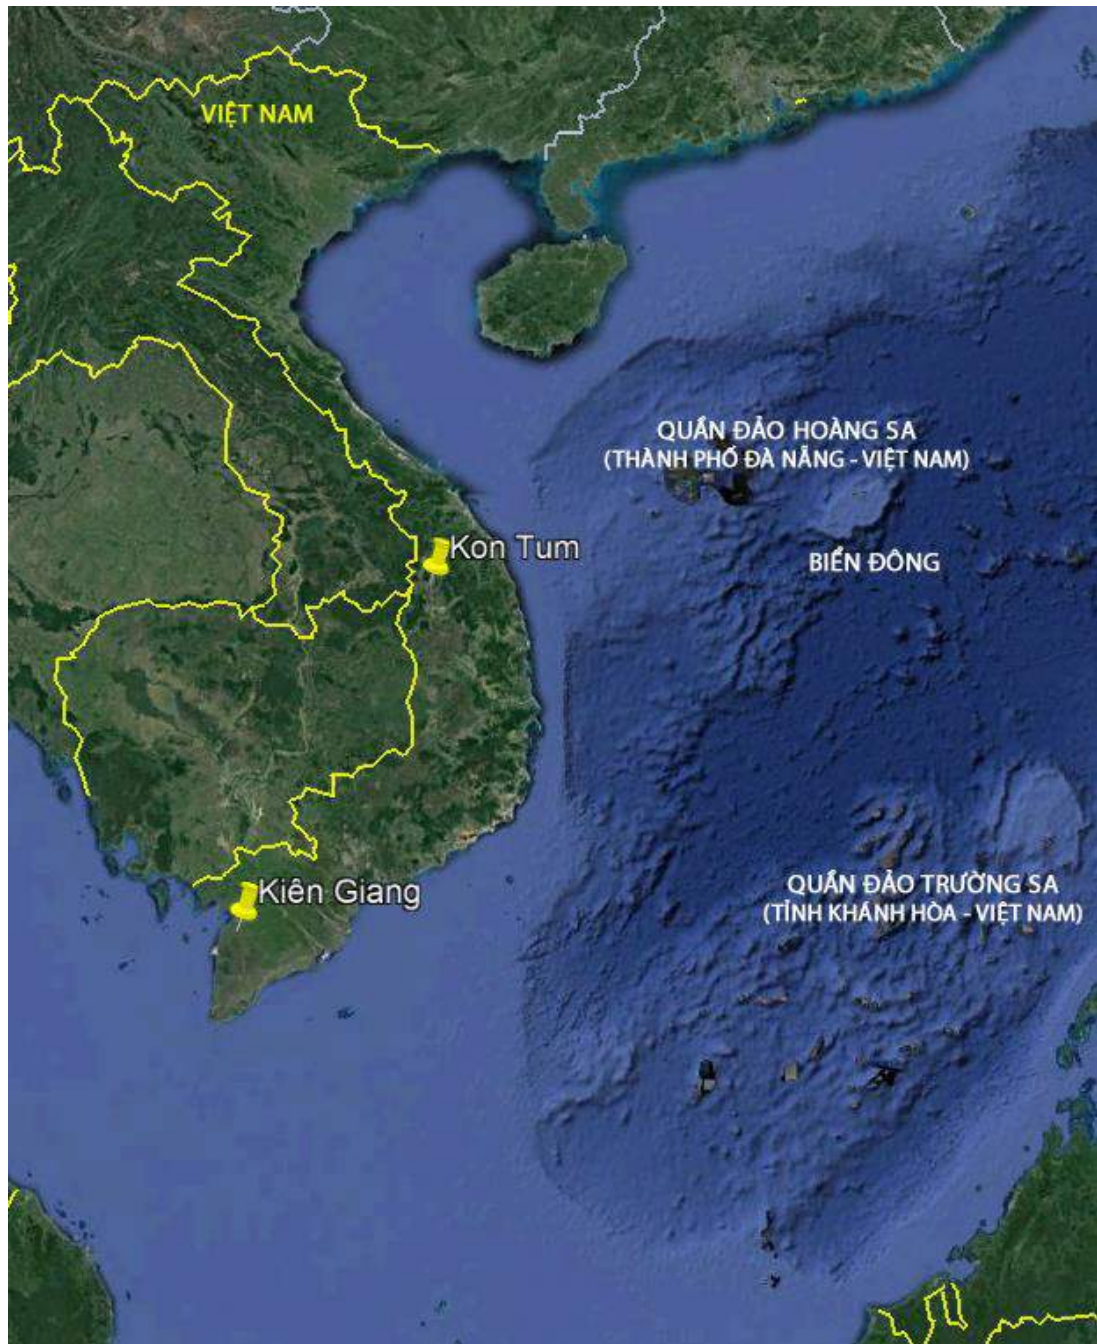 VIỆT NAM
QUẦN ĐẢO HOÀNG SA
(THÀNH PHỐ ĐÀ NẴNG - VIỆT NAM)
Kon Tum
BIỂN ĐÔNG
Kiên Giang
QUẦN ĐẢO TRƯỜNG SA
(TỈNH KHÁNH HÒA - VIỆT NAM)